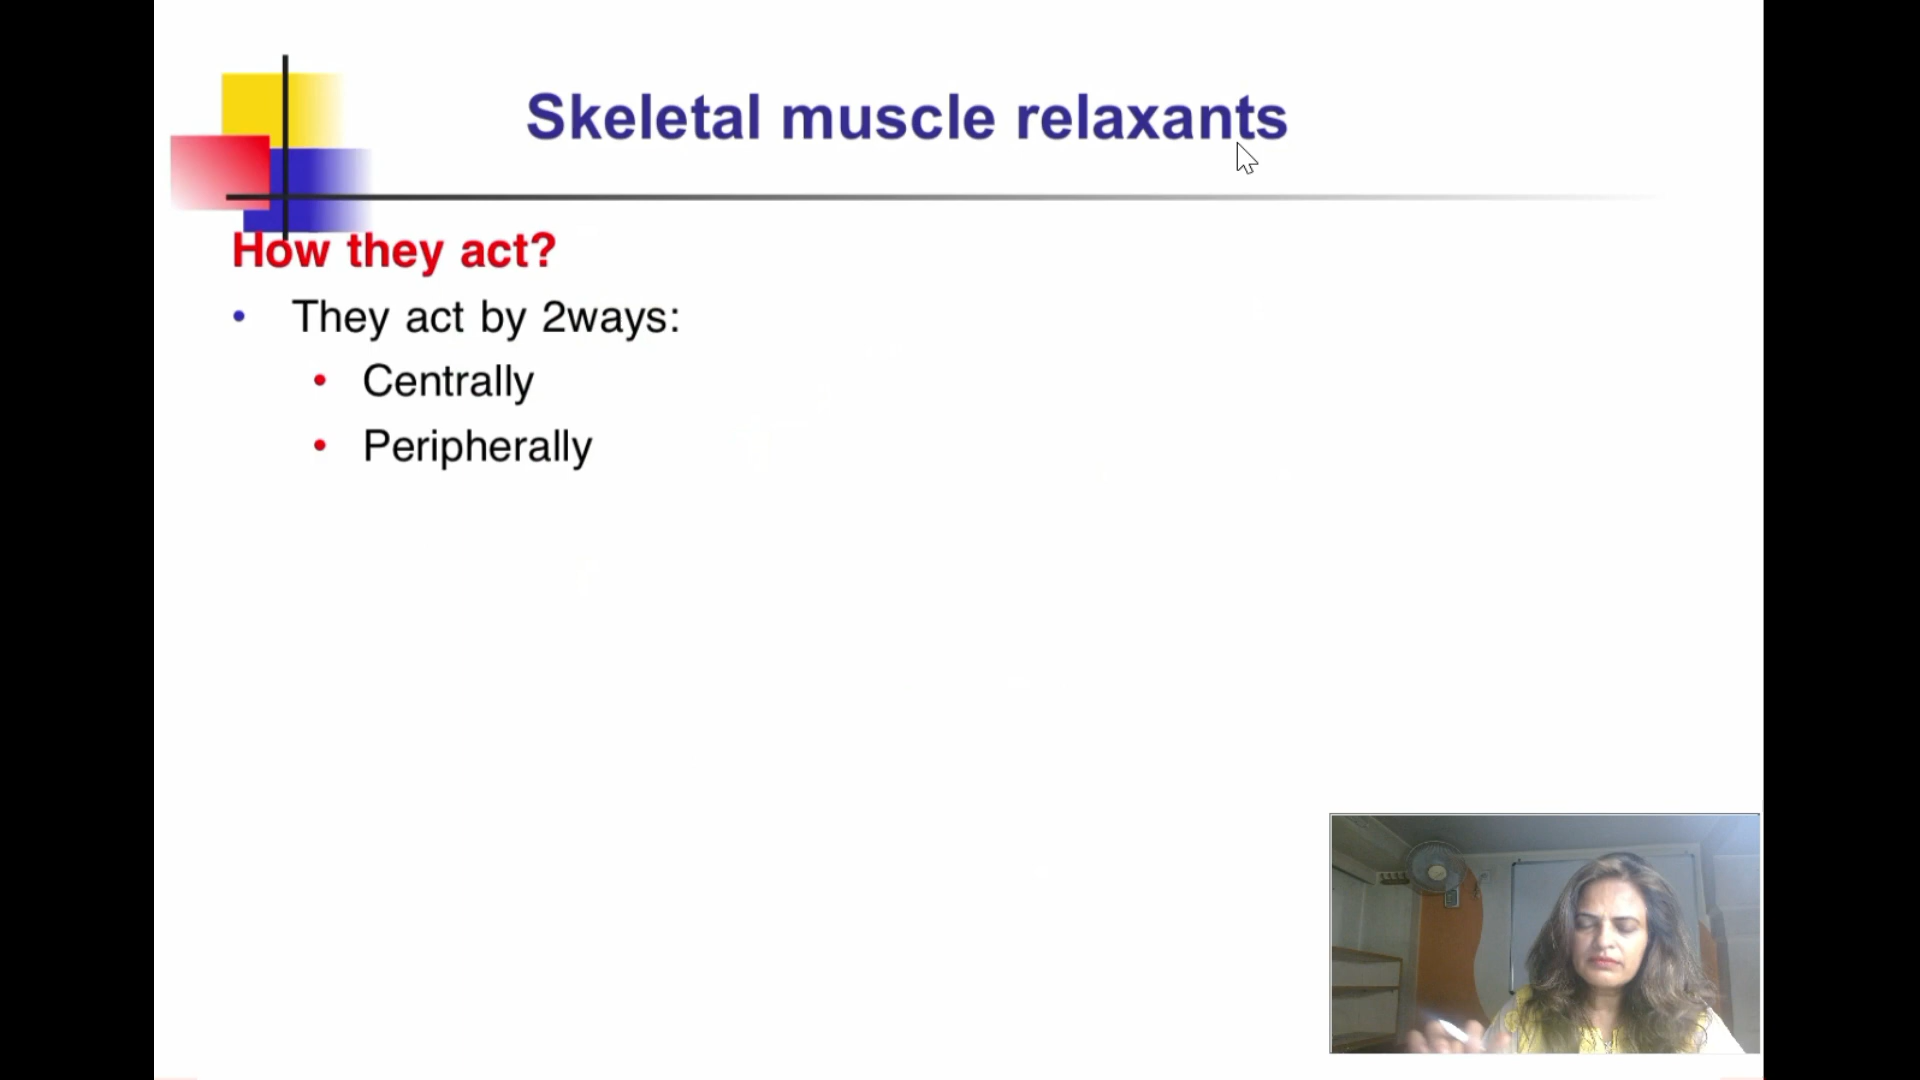 Skeletal muscle relaxants
How they act?
• They act by 2ways:
• Centrally
• Peripherally